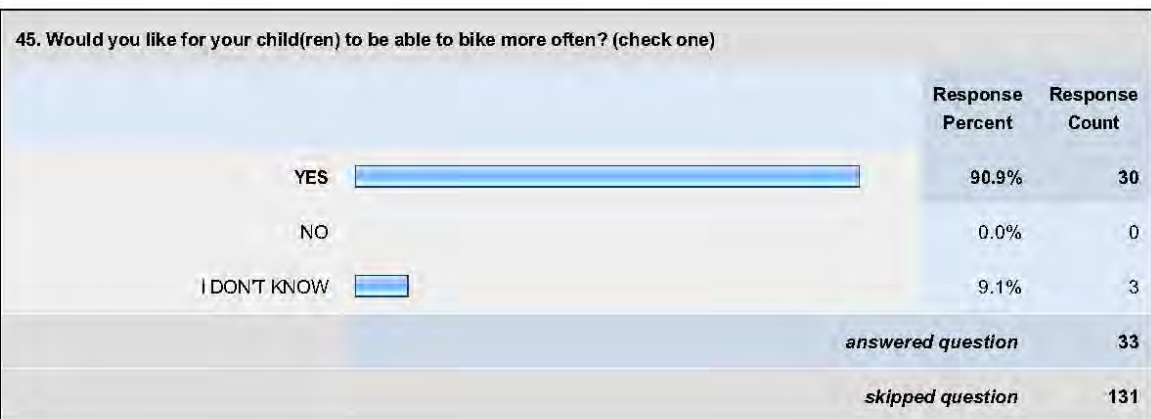 45. Would you like for your child(ren) to be able to bike more often? (check one)
Response Percent Response Count
YES 90.9% 30
NO 0.0% 0
I DON'T KNOW 9.1% 3
answered question 33
skipped question 131